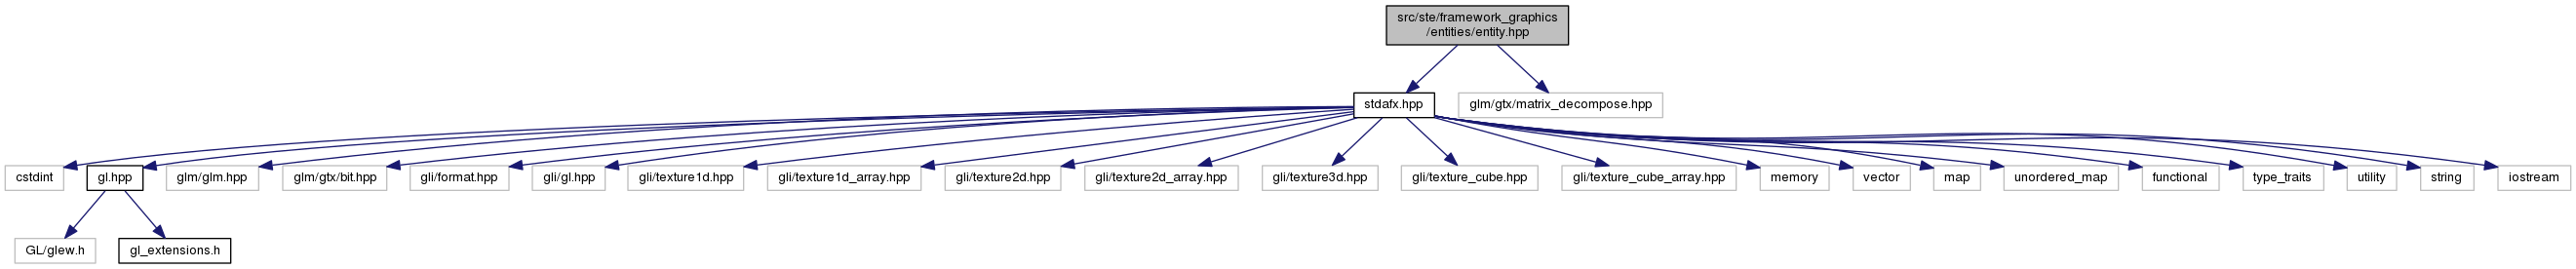 src/ste/framework_graphics
/entities/entity.hpp
stdafx.hpp
glm/gtx/matrix_decompose.hpp
cstdint
gl.hpp
glm/glm.hpp
glm/gtx/bit.hpp
gli/format.hpp
gli/gl.hpp
gli/texture1d.hpp
gli/texture1d_array.hpp
gli/texture2d.hpp
gli/texture2d_array.hpp
gli/texture3d.hpp
gli/texture_cube.hpp
gli/texture_cube_array.hpp
memory
vector
map
unordered_map
functional
type_traits
utility
string
iostream
GL/glew.h
gl_extensions.h